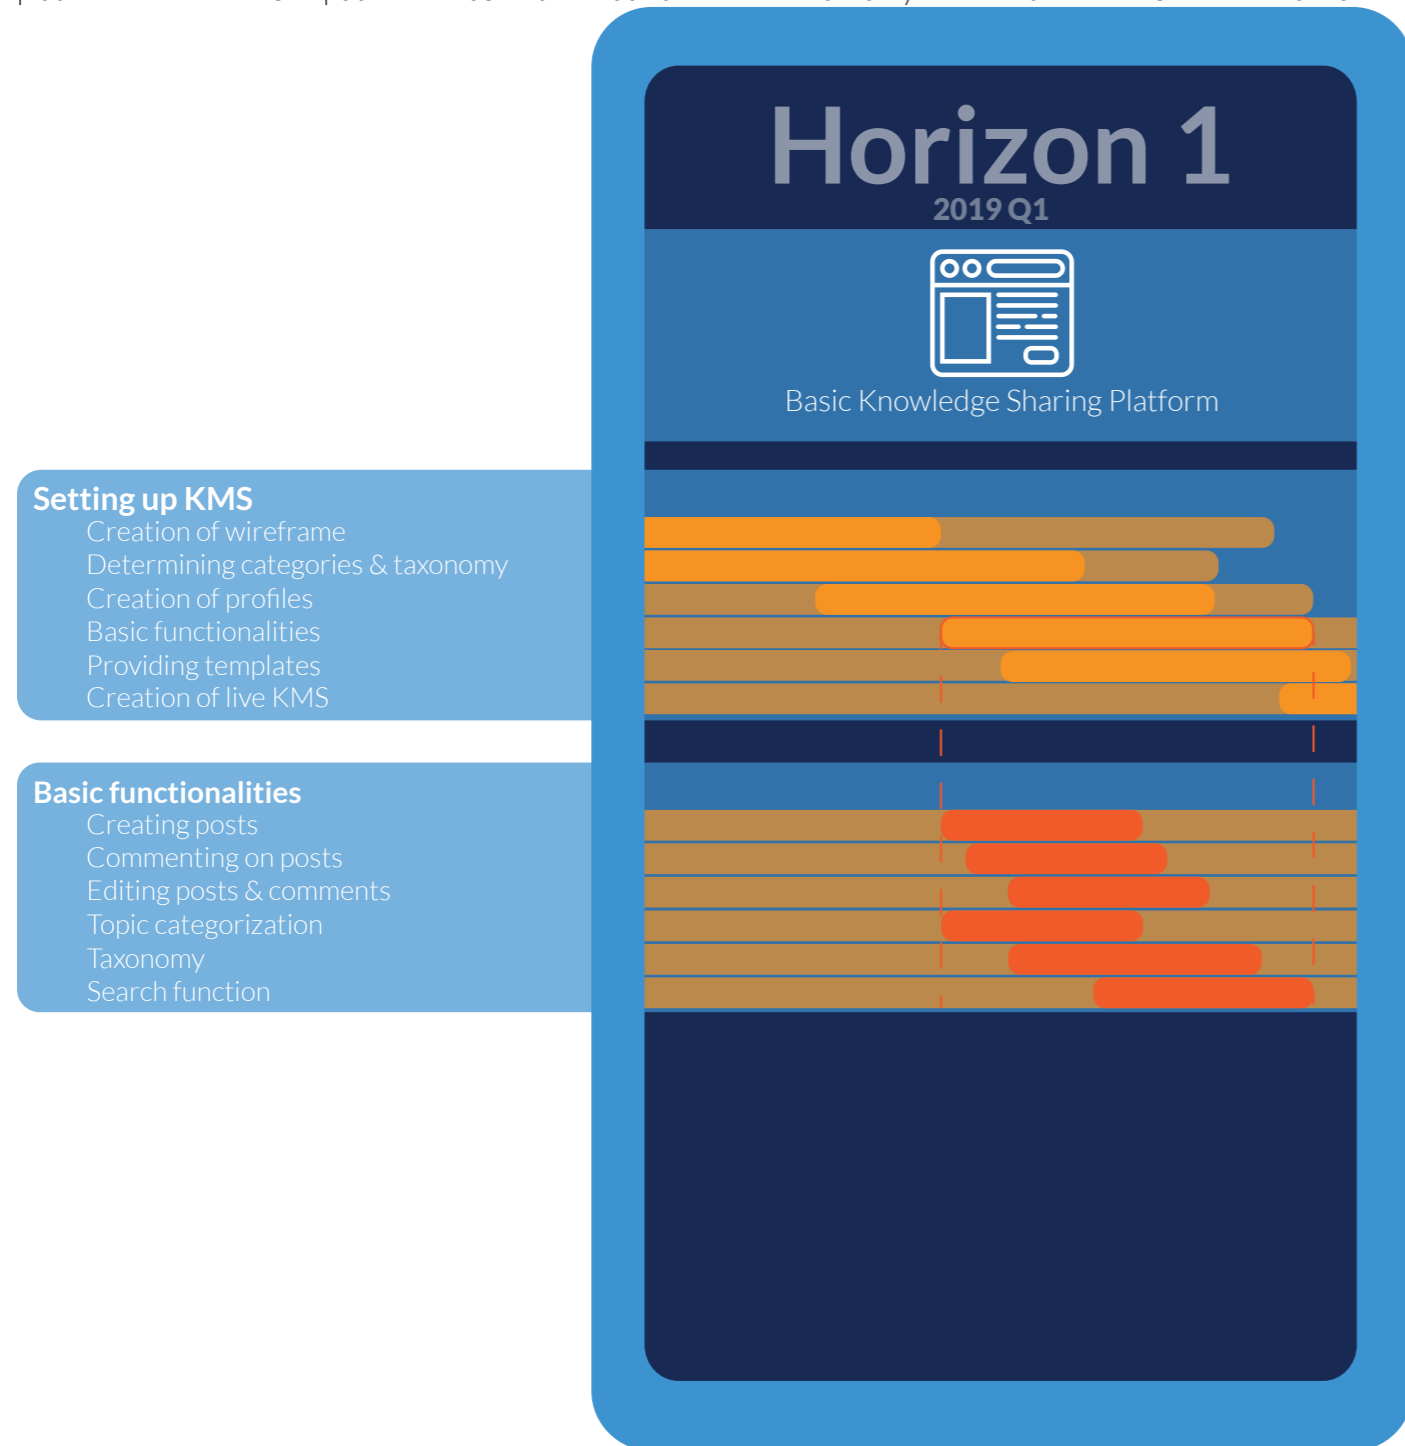 Horizon 1
2019 Q1
Basic Knowledge Sharing Platform
Setting up KMS
Creation of wireframe
Determining categories & taxonomy
Creation of profiles
Basic functionalities
Providing templates
Creation of live KMS
Basic functionalities
Creating posts
Commenting on posts
Editing posts & comments
Topic categorization
Taxonomy
Search function